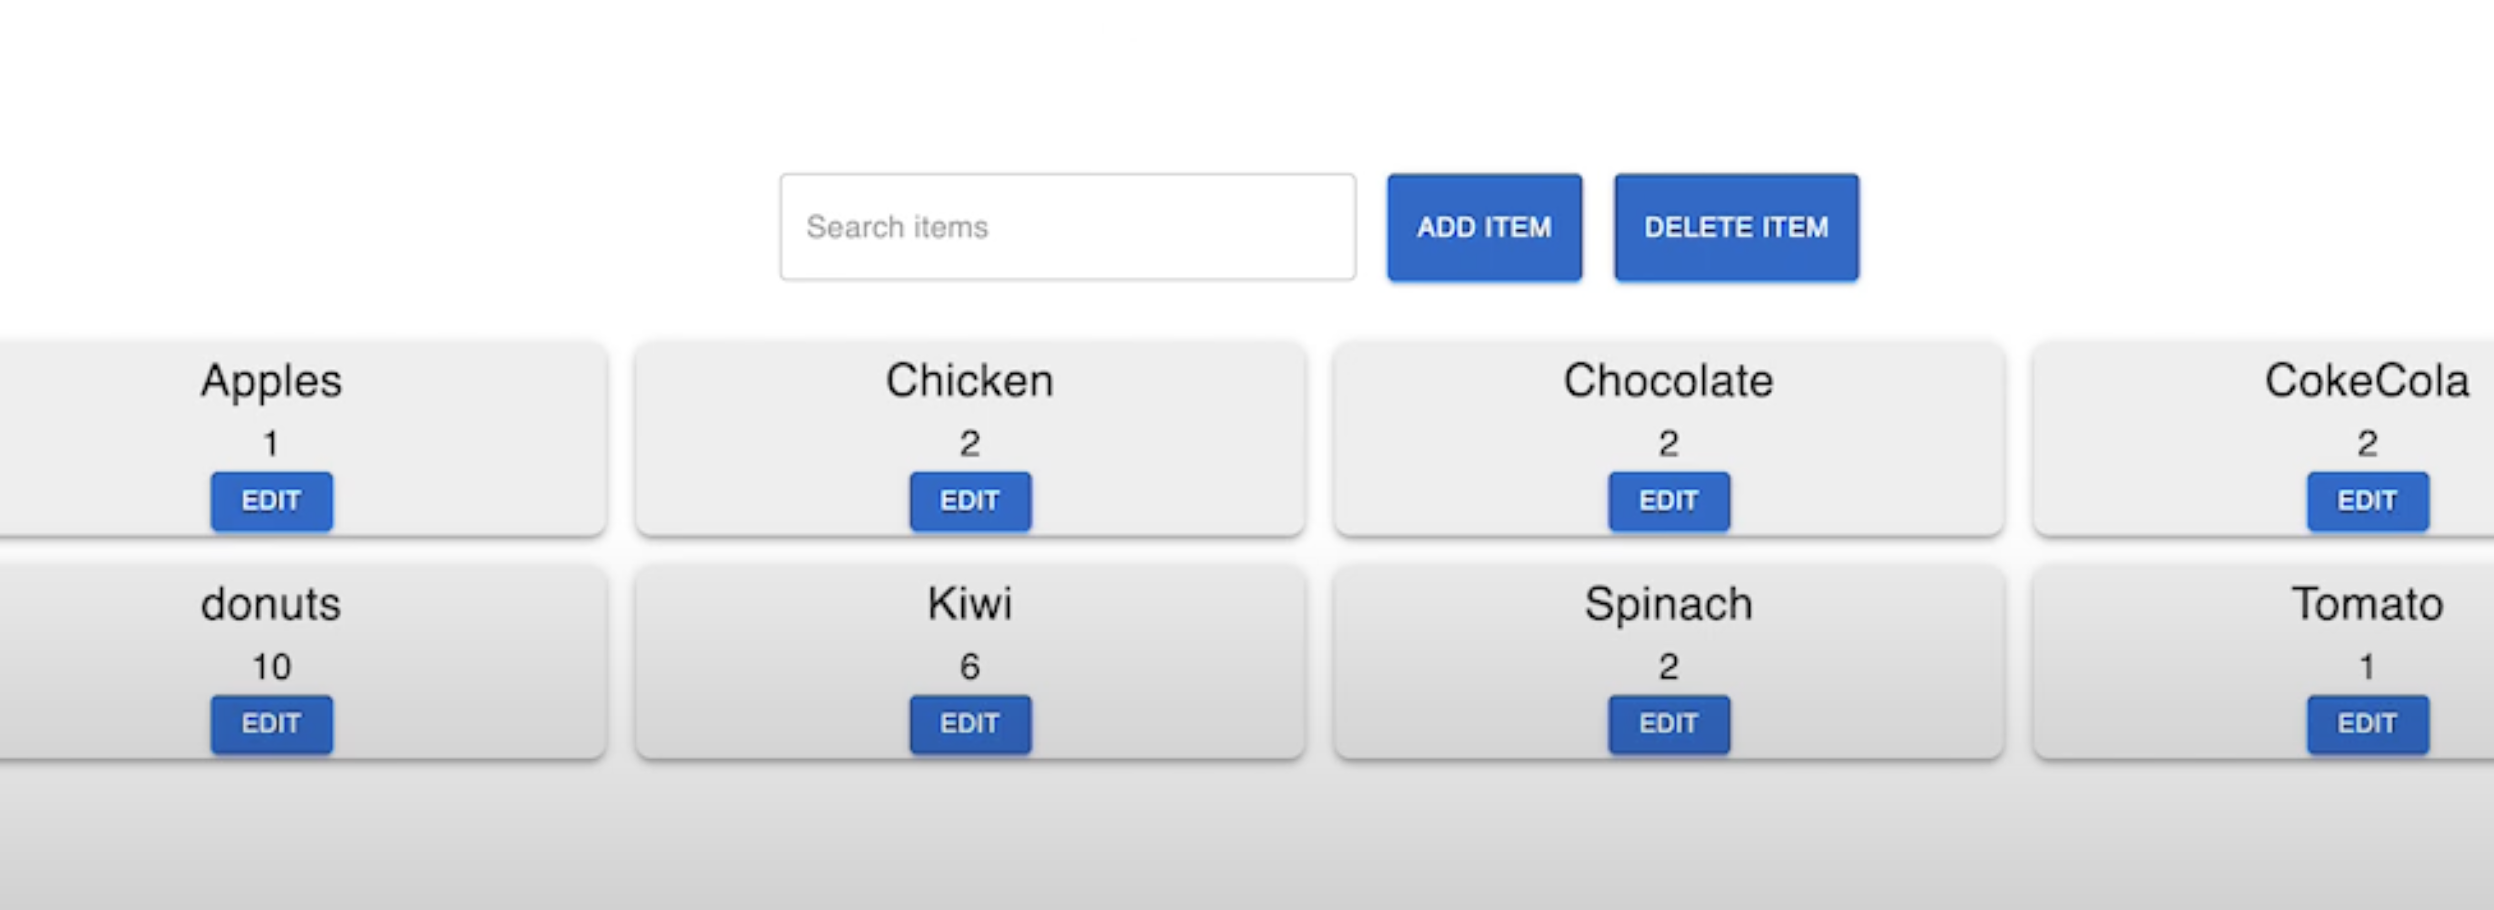 Search items ADD ITEM DELETE ITEM
Apples Chicken Chocolate CokeCola
1 2 2 2
EDIT EDIT EDIT EDIT
donuts Kiwi Spinach Tomato
10 6 2 1
EDIT EDIT EDIT EDIT